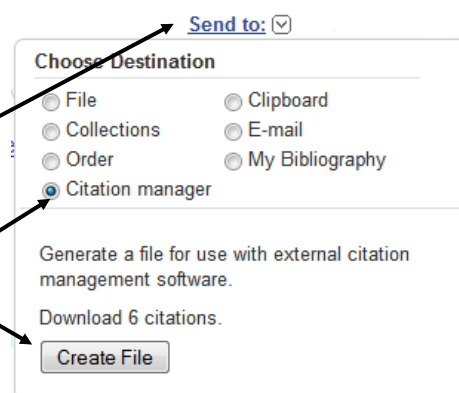 Send to:
Choose Destination
File Clipboard
Collections E-mail
Order My Bibliography
Citation manager
Generate a file for use with external citation
management software.
Download 6 citations.
Create File